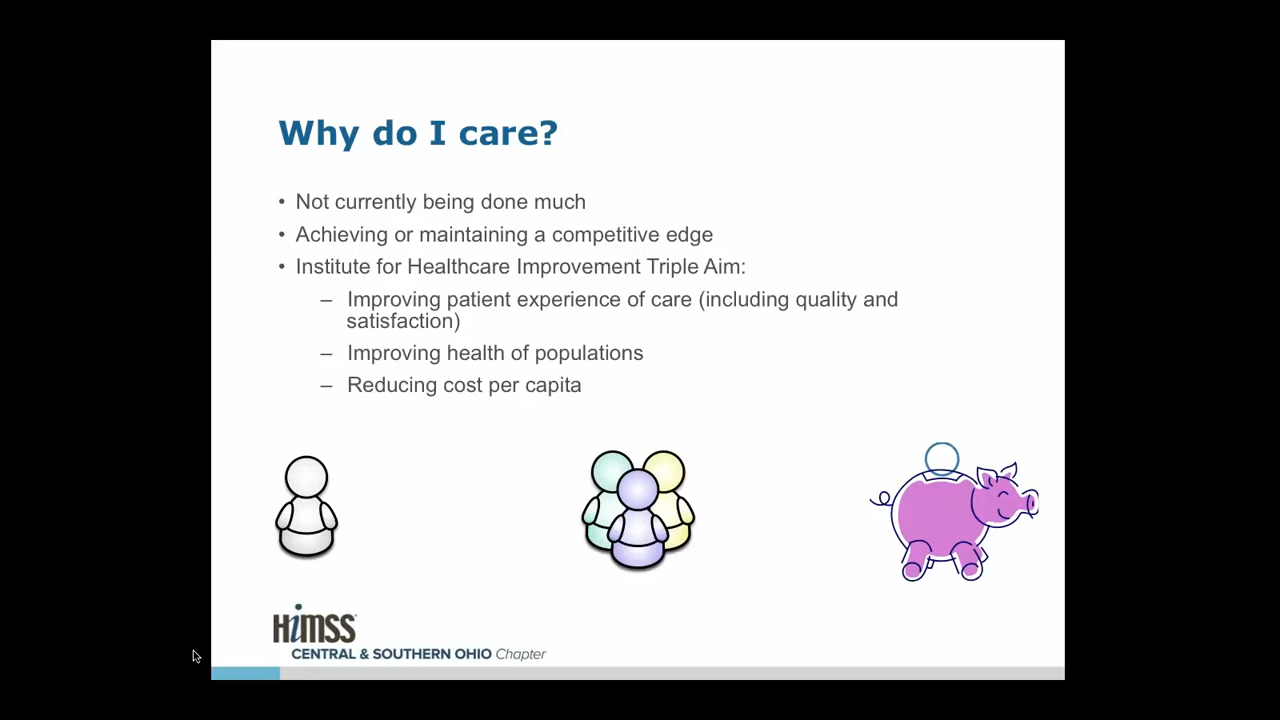 Why do I care?
• Not currently being done much
• Achieving or maintaining a competitive edge
• Institute for Healthcare Improvement Triple Aim:
– Improving patient experience of care (including quality and
satisfaction)
– Improving health of populations
– Reducing cost per capita
HiMSS
CENTRAL & SOUTHERN OHIO Chapter